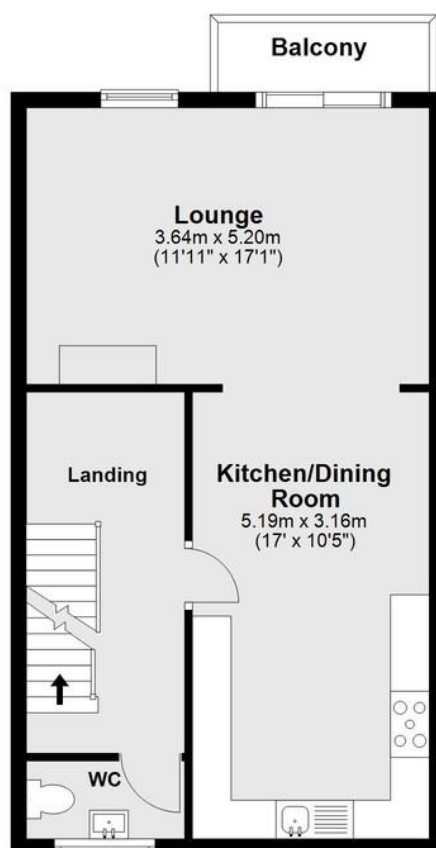 Balcony
Lounge
3.64m x 5.20m
(11'11" x 17'1")
Landing
Kitchen/Dining
Room
5.19m x 3.16m
(17' x 10'5")
WC